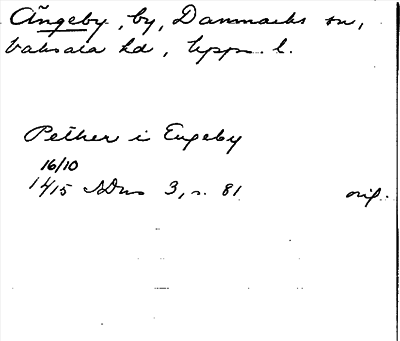 Ängeby, by, Danmarks sn,
Vaksala hd, Upps. l.
Pether i Engeby
16/10
1415 SDns 3, s. 81 orig.